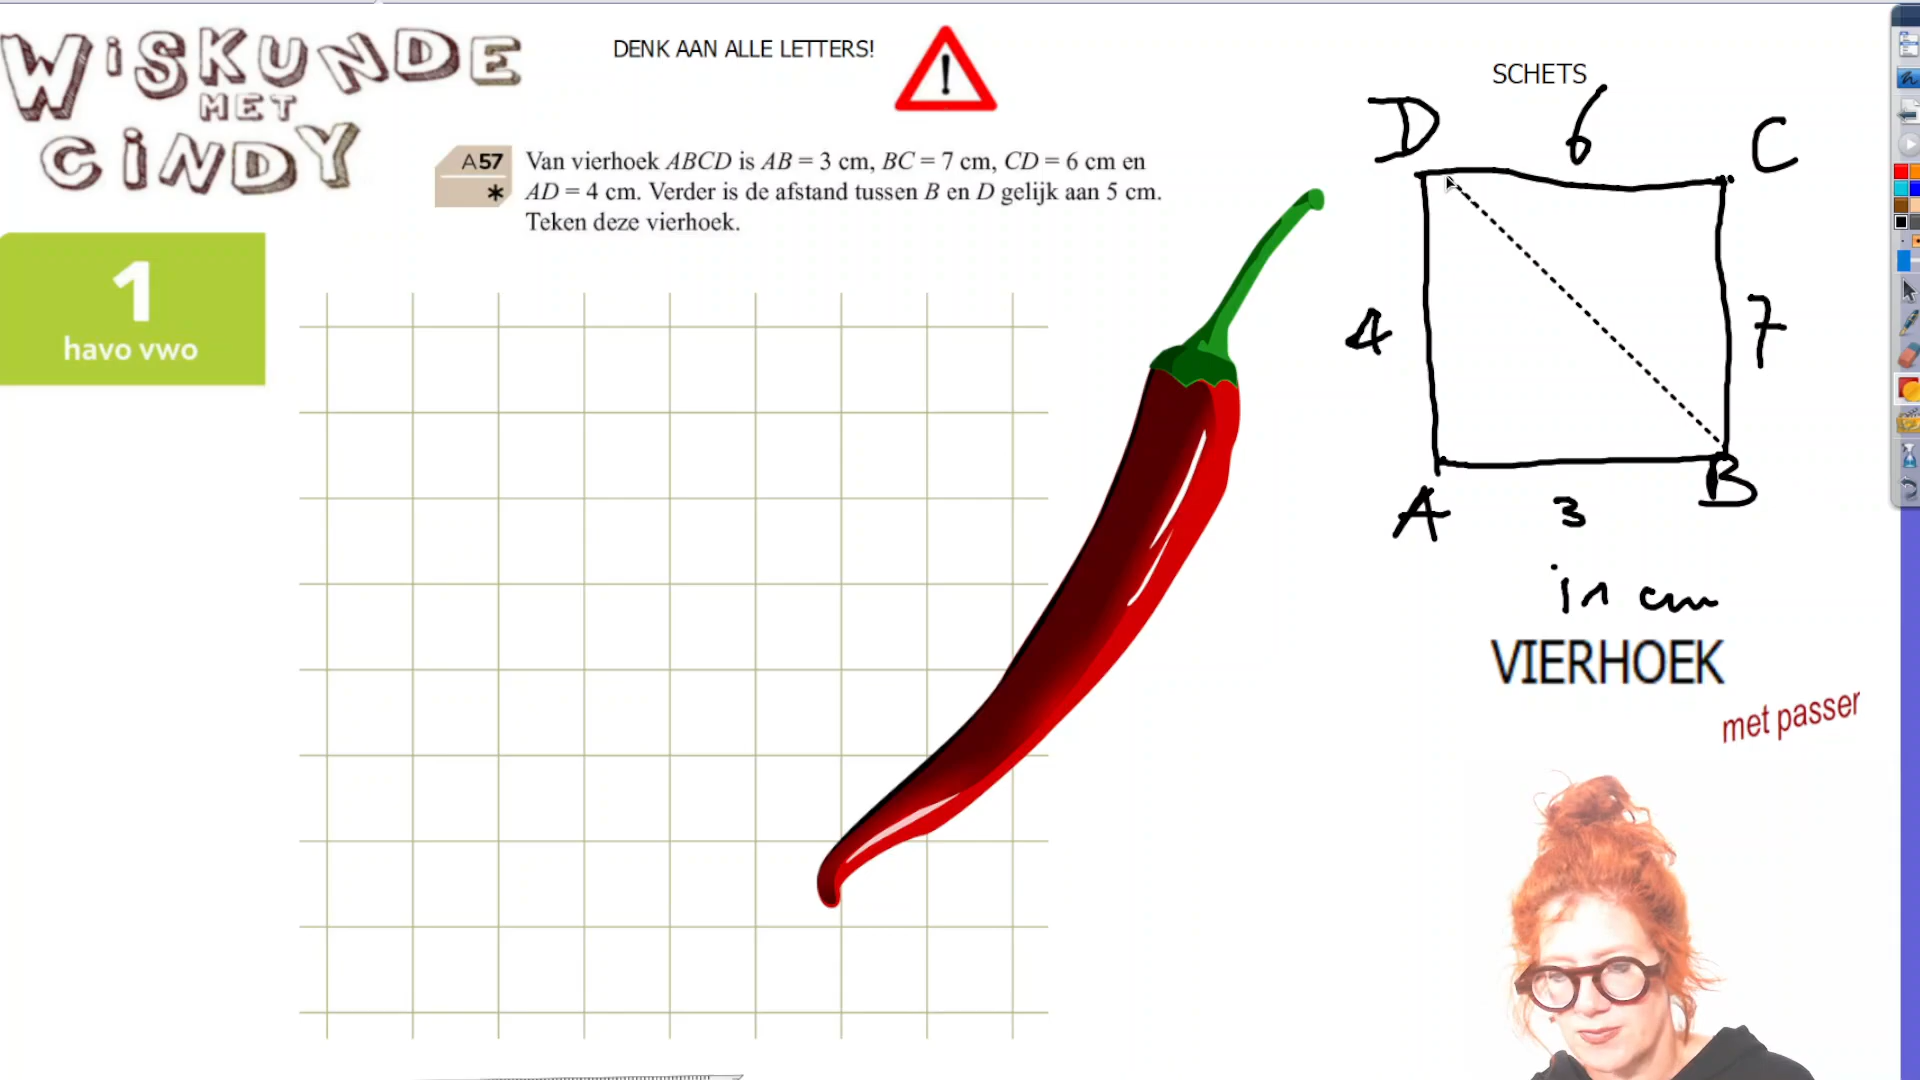 WiSKUNDE
MET
CiNDY
DENK AAN ALLE LETTERS!
!
SCHETS
A57
*
Van vierhoek ABCD is AB = 3 cm, BC = 7 cm, CD = 6 cm en
AD = 4 cm. Verder is de afstand tussen B en D gelijk aan 5 cm.
Teken deze vierhoek.
1
havo vwo
D 6 C
4 7
A 3 B
in cm
VIERHOEK
met passer